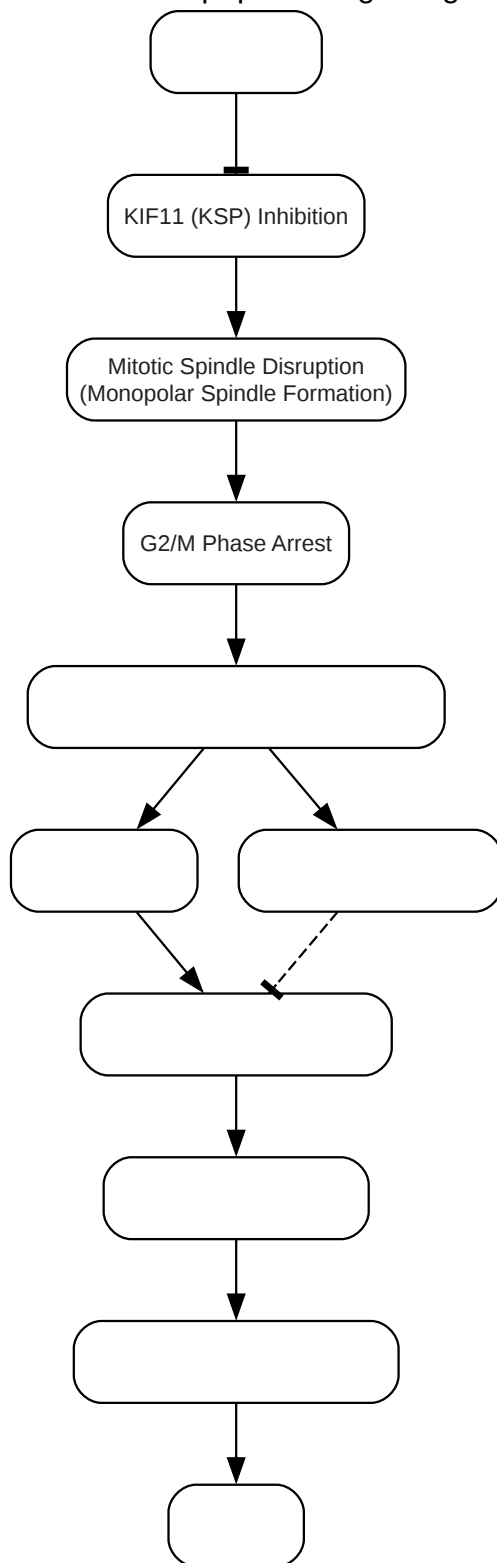 KIF11 (KSP) Inhibition
Mitotic Spindle Disruption
(Monopolar Spindle Formation)
G2/M Phase Arrest